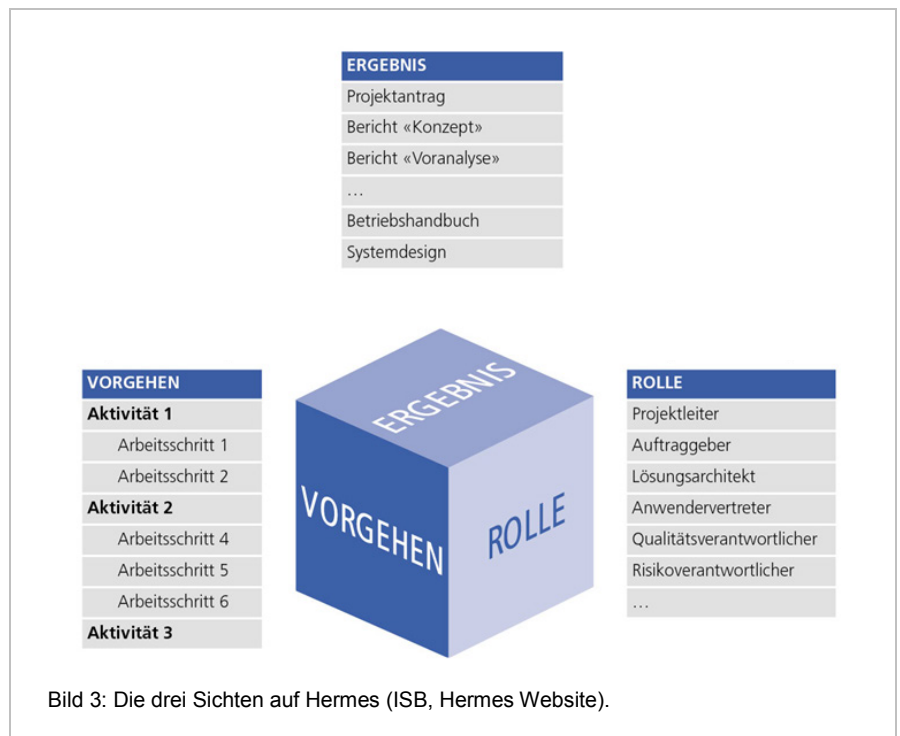 ERGEBNIS
Projektantrag
Bericht «Konzept»
Bericht «Voranalyse»
…
Betriebshandbuch
Systemdesign
VORGEHEN
Aktivität 1
Arbeitsschritt 1
Arbeitsschritt 2
Aktivität 2
Arbeitsschritt 4
Arbeitsschritt 5
Arbeitsschritt 6
Aktivität 3
ERGEBNIS
VORGEHEN
ROLLE
ROLLE
Projektleiter
Auftraggeber
Lösungsarchitekt
Anwendervertreter
Qualitätsverantwortlicher
Risikoverantwortlicher
…
Bild 3: Die drei Sichten auf Hermes (ISB, Hermes Website).